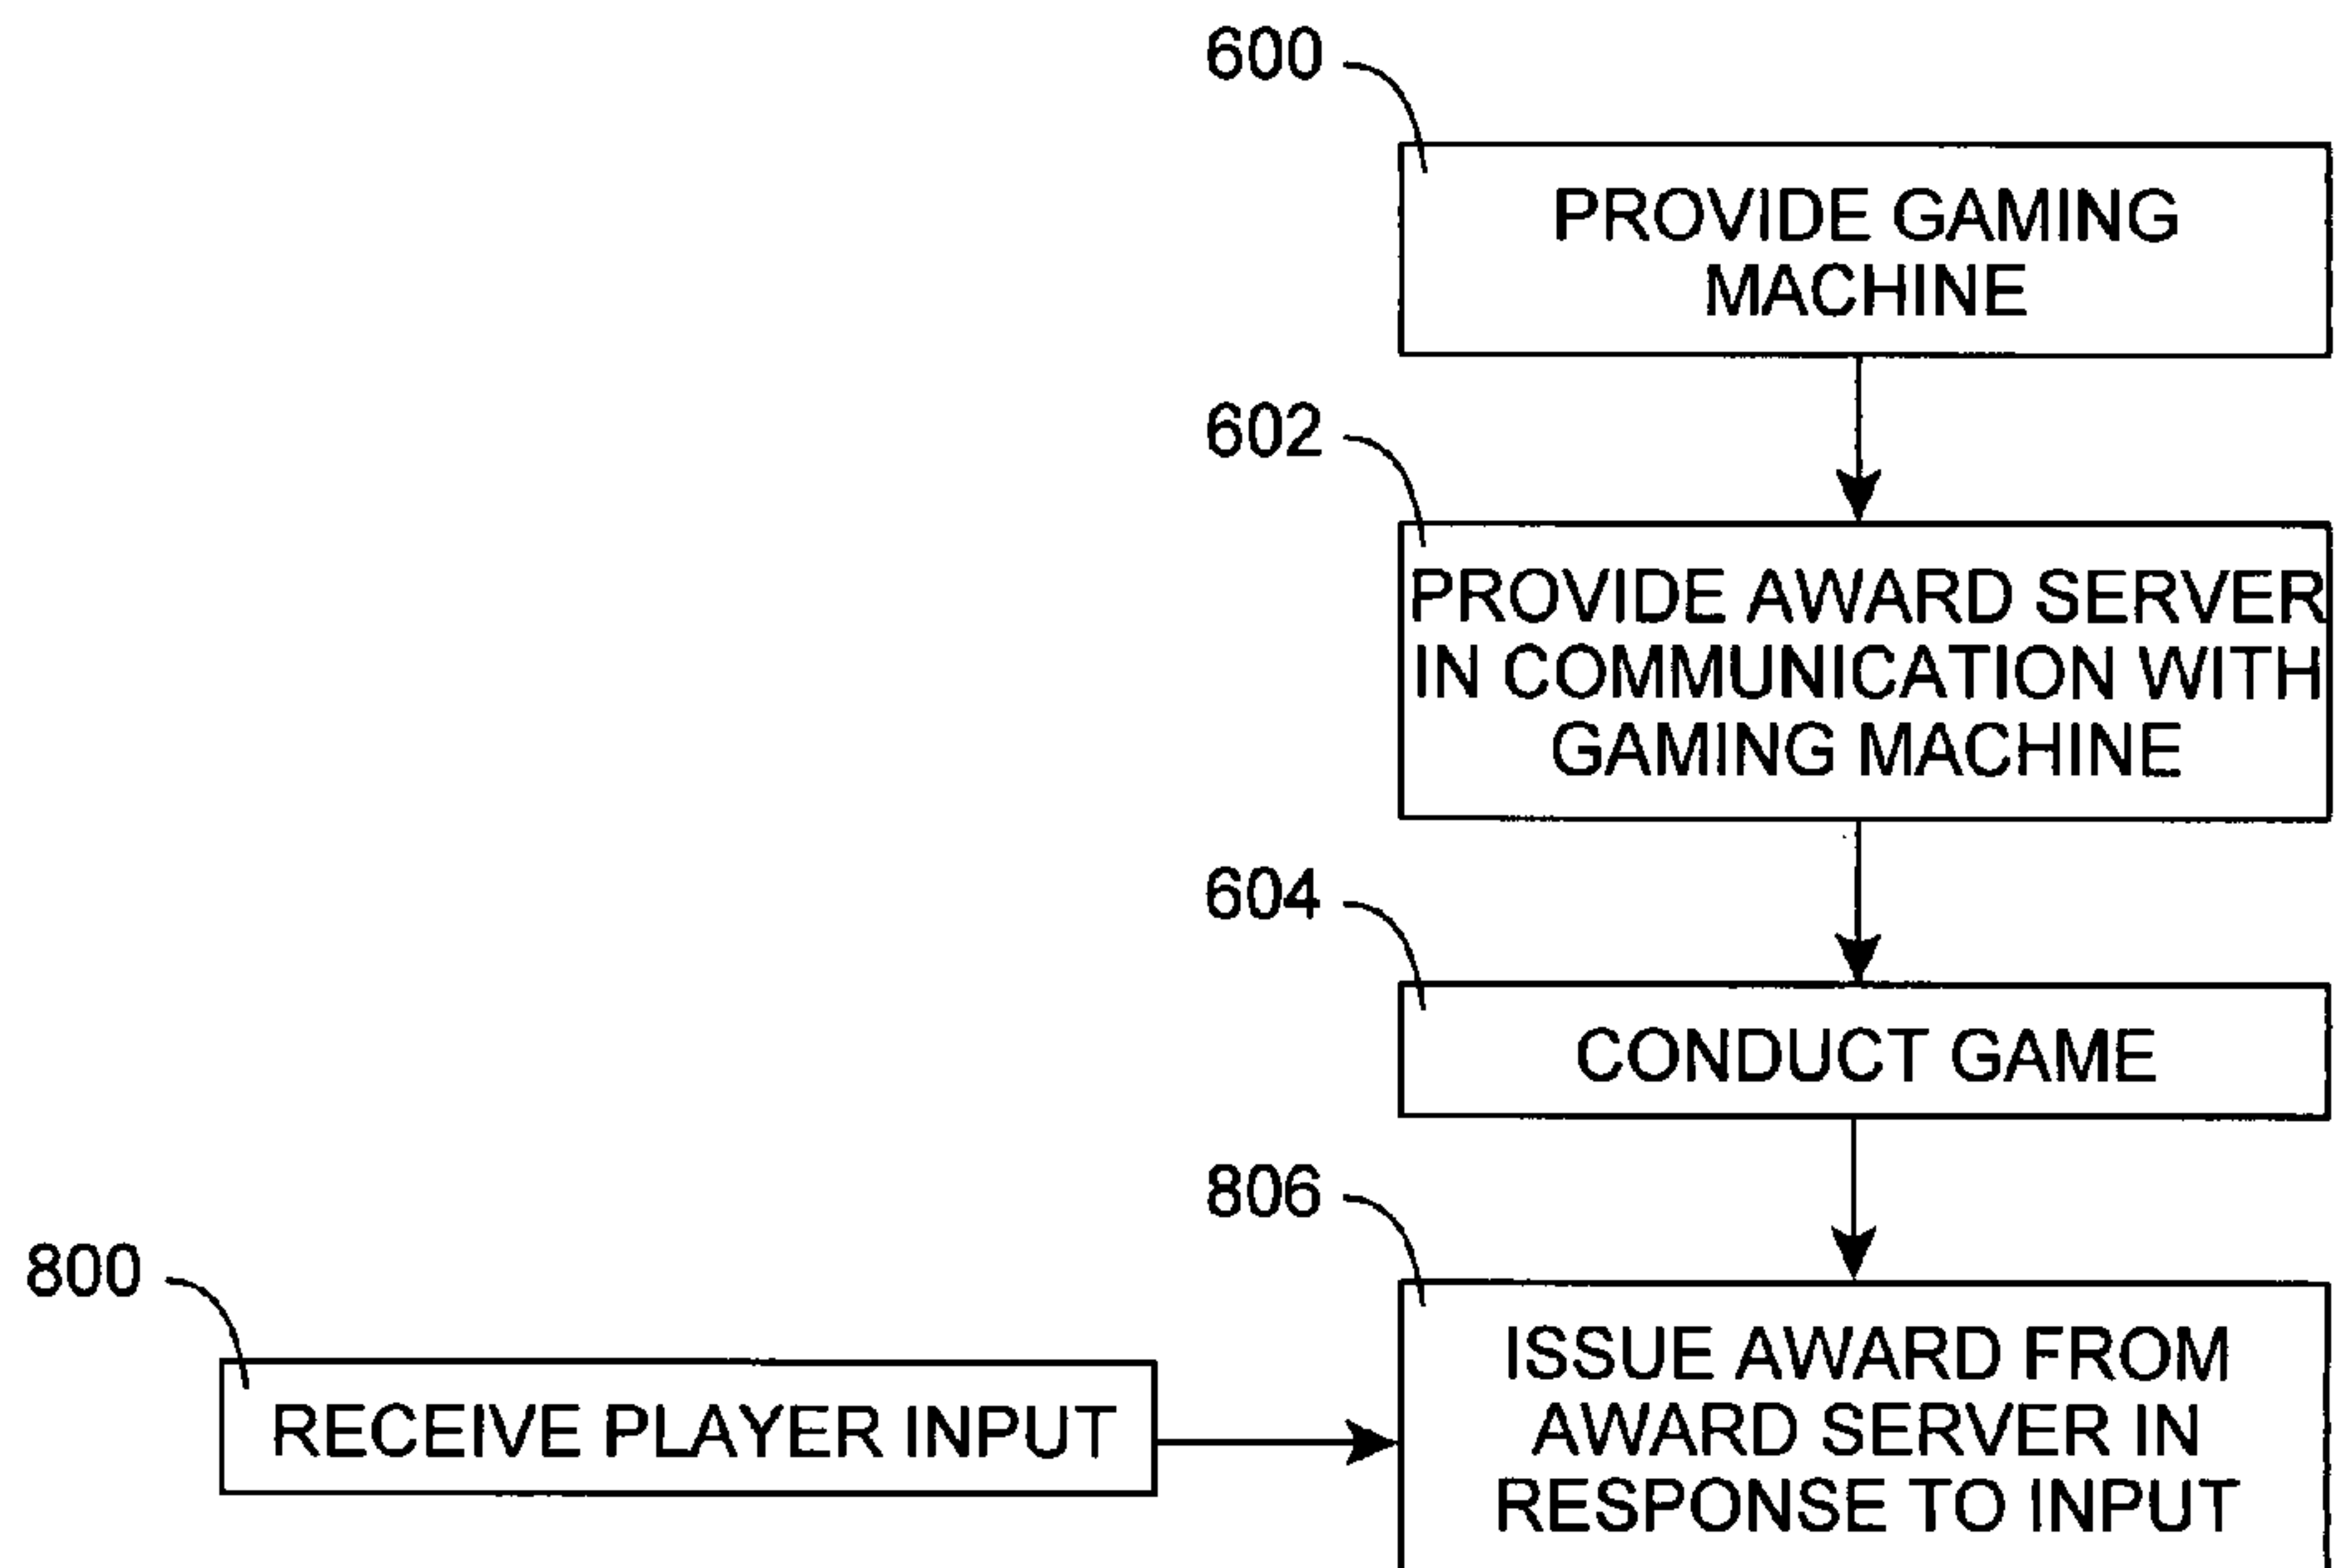 600
PROVIDE GAMING
MACHINE
602
PROVIDE AWARD SERVER
IN COMMUNICATION WITH
GAMING MACHINE
604
CONDUCT GAME
806
ISSUE AWARD FROM
AWARD SERVER IN
RESPONSE TO INPUT
800
RECEIVE PLAYER INPUT